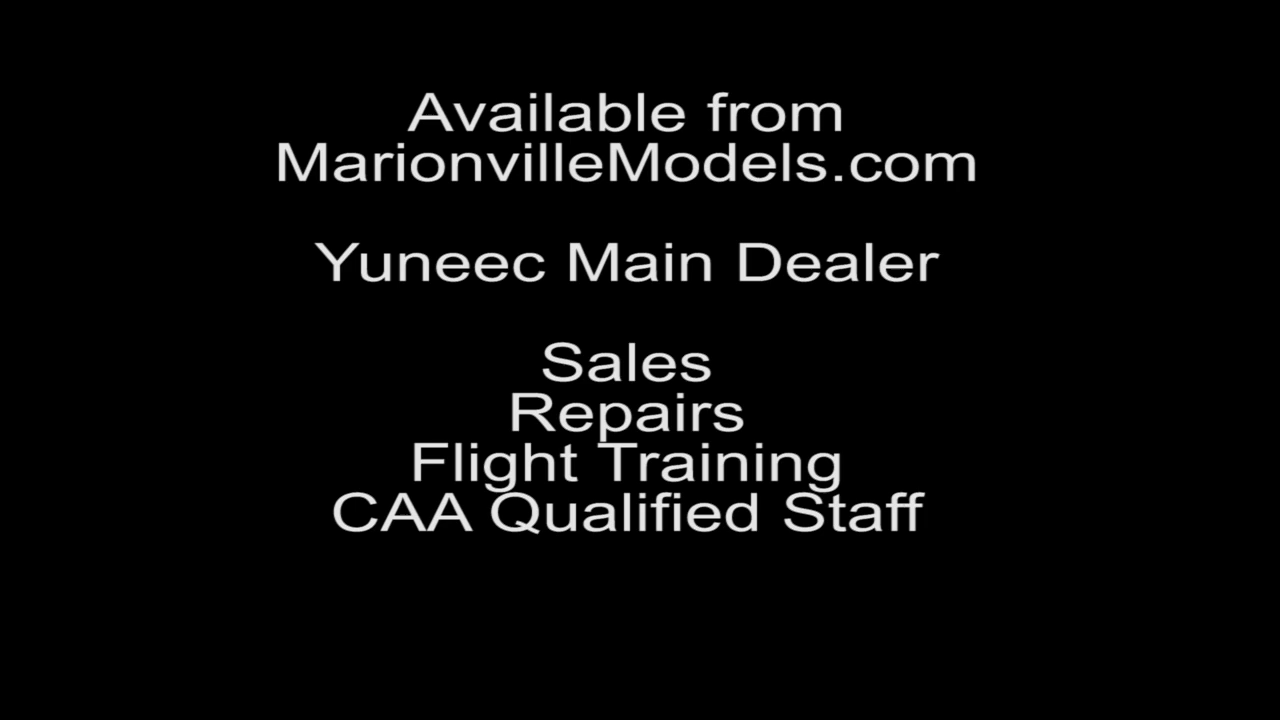 Available from
MarionvilleModels.com
Yuneec Main Dealer
Sales
Repairs
Flight Training
CAA Qualified Staff